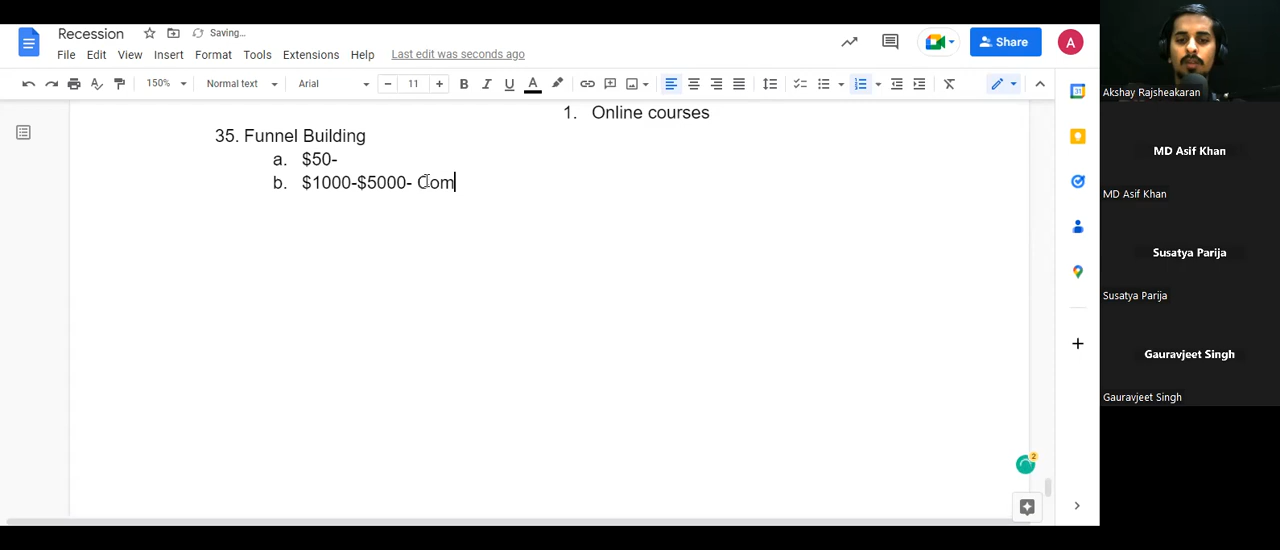 Recession
Saving...
File Edit View Insert Format Tools Extensions Help Last edit was seconds ago
Share
A
150% Normal text Arial 11 B I U A
31
1. Online courses
35. Funnel Building
a. $50-
b. $1000-$5000- Com
2
Akshay Rajsheakaran
MD Asif Khan
MD Asif Khan
Susatya Parija
Susatya Parija
Gauravjeet Singh
Gauravjeet Singh